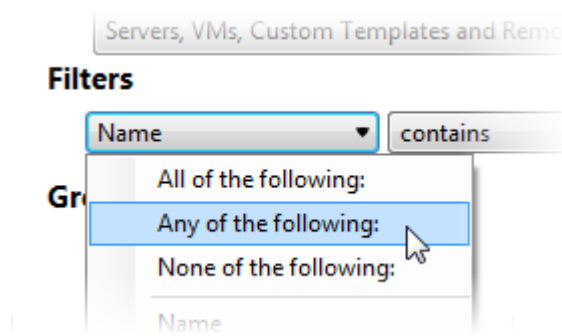 Servers, VMs, Custom Templates and Remo
Filters
Name contains
All of the following:
Gr
Any of the following:
None of the following:
Name